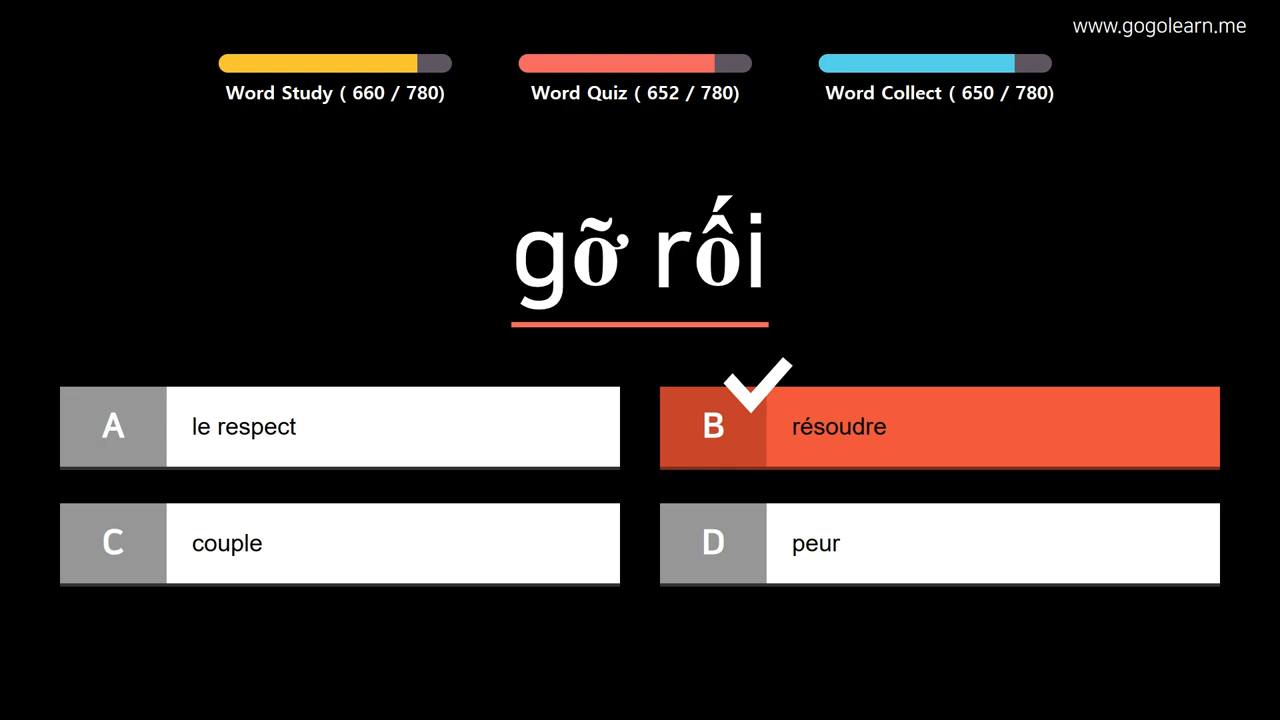 www.gogolearn.me
Word Study ( 660 / 780)
Word Quiz ( 652 / 780)
Word Collect ( 650 / 780)
gỡ rối
A
le respect
B
résoudre
C
couple
D
peur